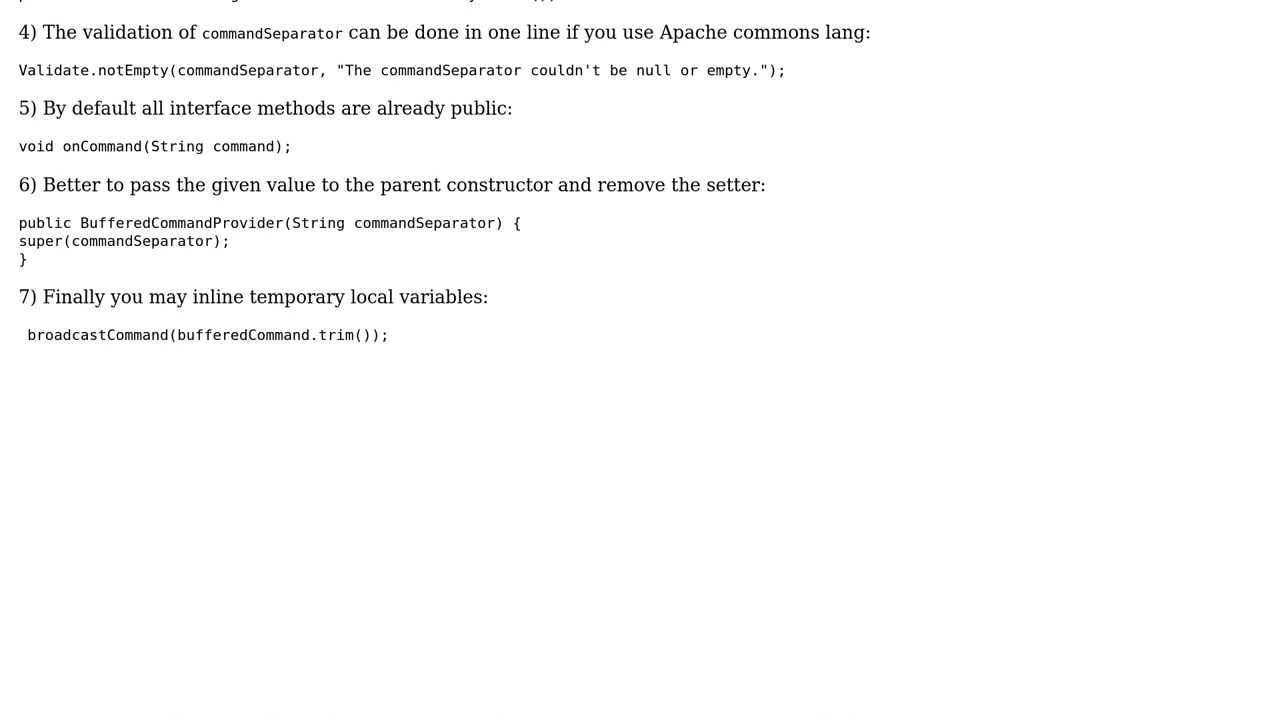 4) The validation of commandSeparator can be done in one line if you use Apache commons lang:
Validate.notEmpty(commandSeparator, "The commandSeparator couldn't be null or empty.");
5) By default all interface methods are already public:
void onCommand(String command);
6) Better to pass the given value to the parent constructor and remove the setter:
public BufferedCommandProvider(String commandSeparator) {
super(commandSeparator);
}
7) Finally you may inline temporary local variables:
broadcastCommand(bufferedCommand.trim());